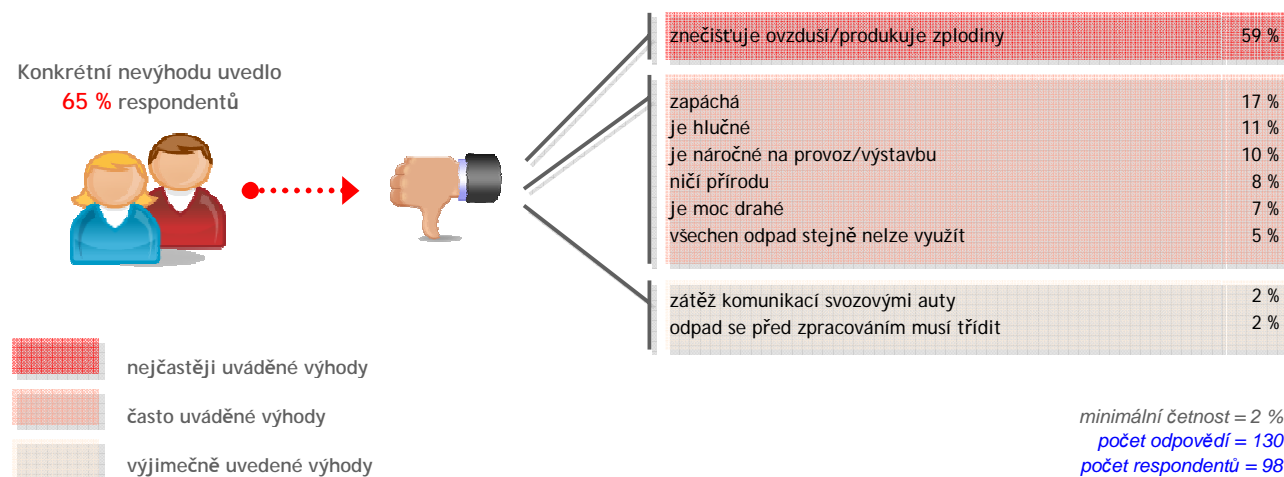 Konkrétní nevýhodu uvedlo
65 % respondentů
znečišťuje ovzduší/produkuje zplodiny 59 %
zapáchá 17 %
je hlučné 11 %
je náročné na provoz/výstavbu 10 %
ničí přírodu 8 %
je moc drahé 7 %
všechen odpad stejně nelze využít 5 %
zátěž komunikací svozovými auty 2 %
odpad se před zpracováním musí třídit 2 %
nejčastěji uváděné výhody
často uváděné výhody
výjimečně uvedené výhody
minimální četnost = 2 %
počet odpovědí = 130
počet respondentů = 98